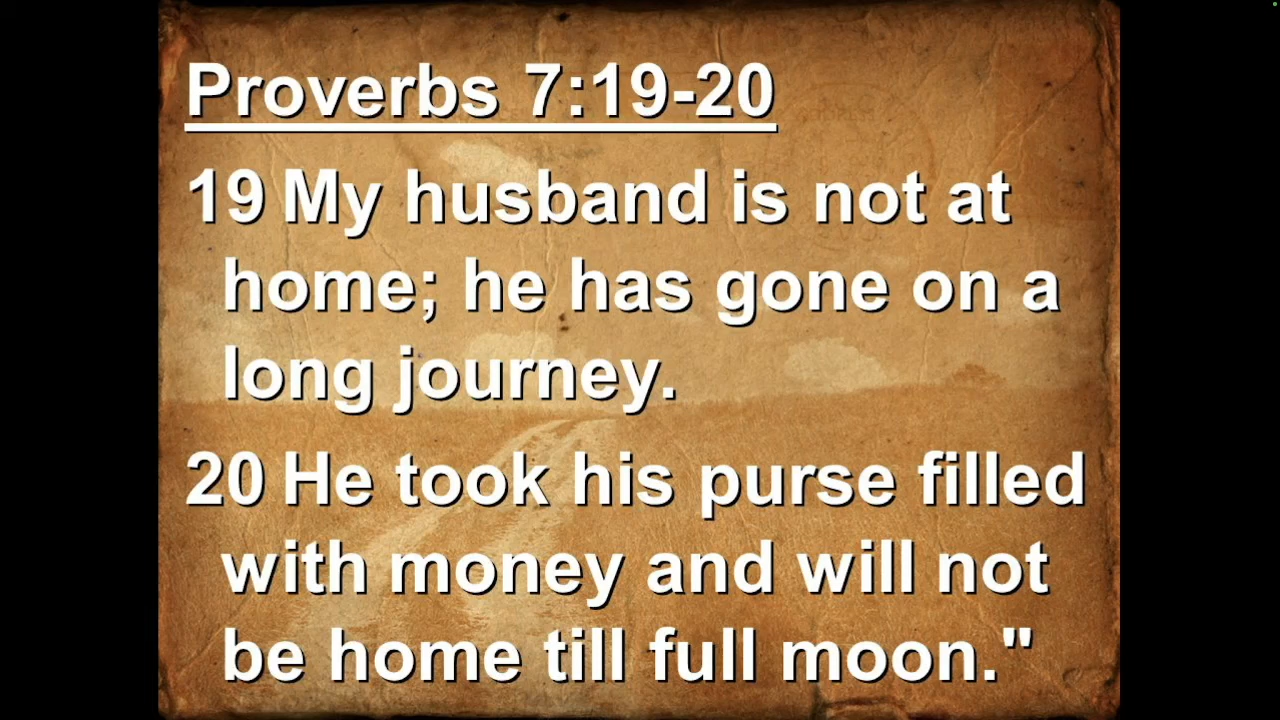 Proverbs 7:19-20
19 My husband is not at
home; he has gone on a
long journey.
20 He took his purse filled
with money and will not
be home till full moon."